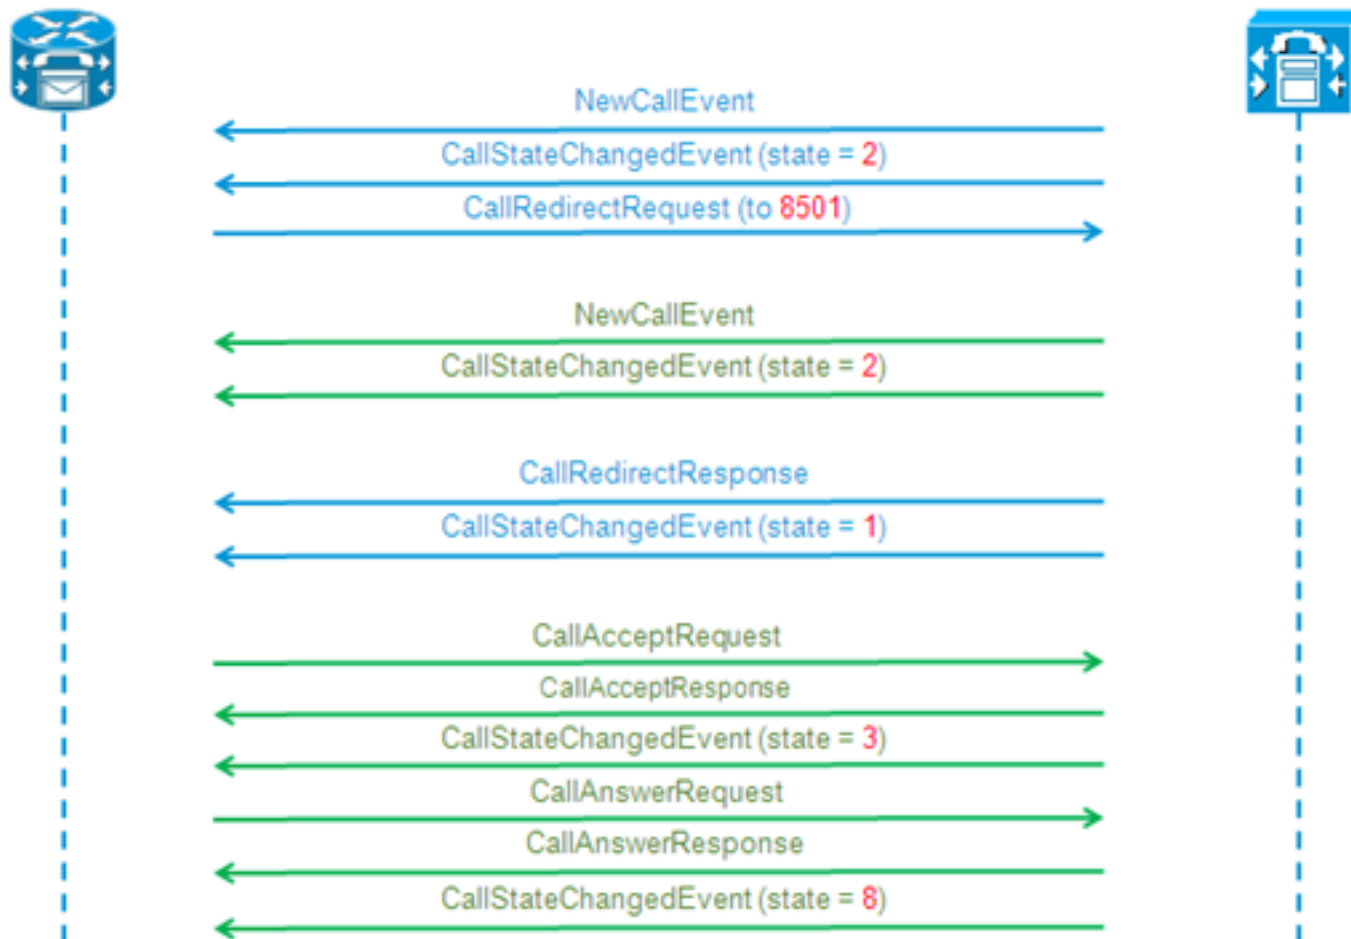 NewCallEvent
CallStateChangedEvent (state = 2)
CallRedirectRequest (to 8501)
NewCallEvent
CallStateChangedEvent (state = 2)
CallRedirectResponse
CallStateChangedEvent (state = 1)
CallAcceptRequest
CallAcceptResponse
CallStateChangedEvent (state = 3)
CallAnswerRequest
CallAnswerResponse
CallStateChangedEvent (state = 8)